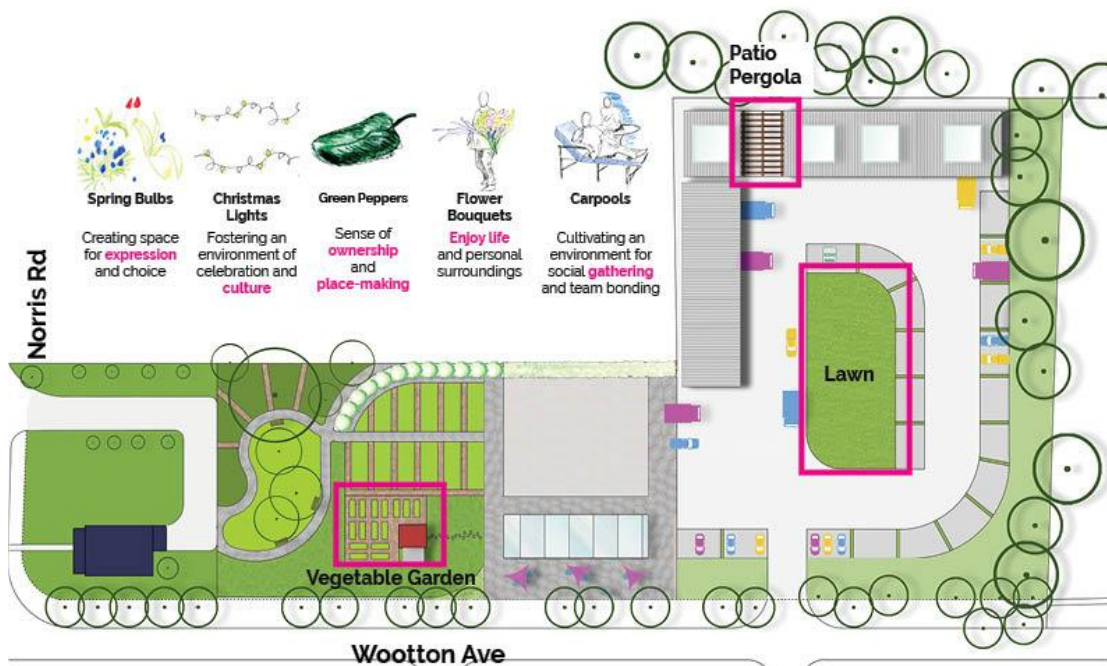 Patio
Pergola
Spring Bulbs
Creating space
for expression
and choice
Christmas
Lights
Fostering an
environment of
celebration and
culture
Green Peppers
Sense of
ownership
and
place-making
Flower
Bouquets
Enjoy life
and personal
surroundings
Carpools
Cultivating an
environment for
social gathering
and team bonding
Norris Rd
Lawn
Vegetable Garden
Wootton Ave